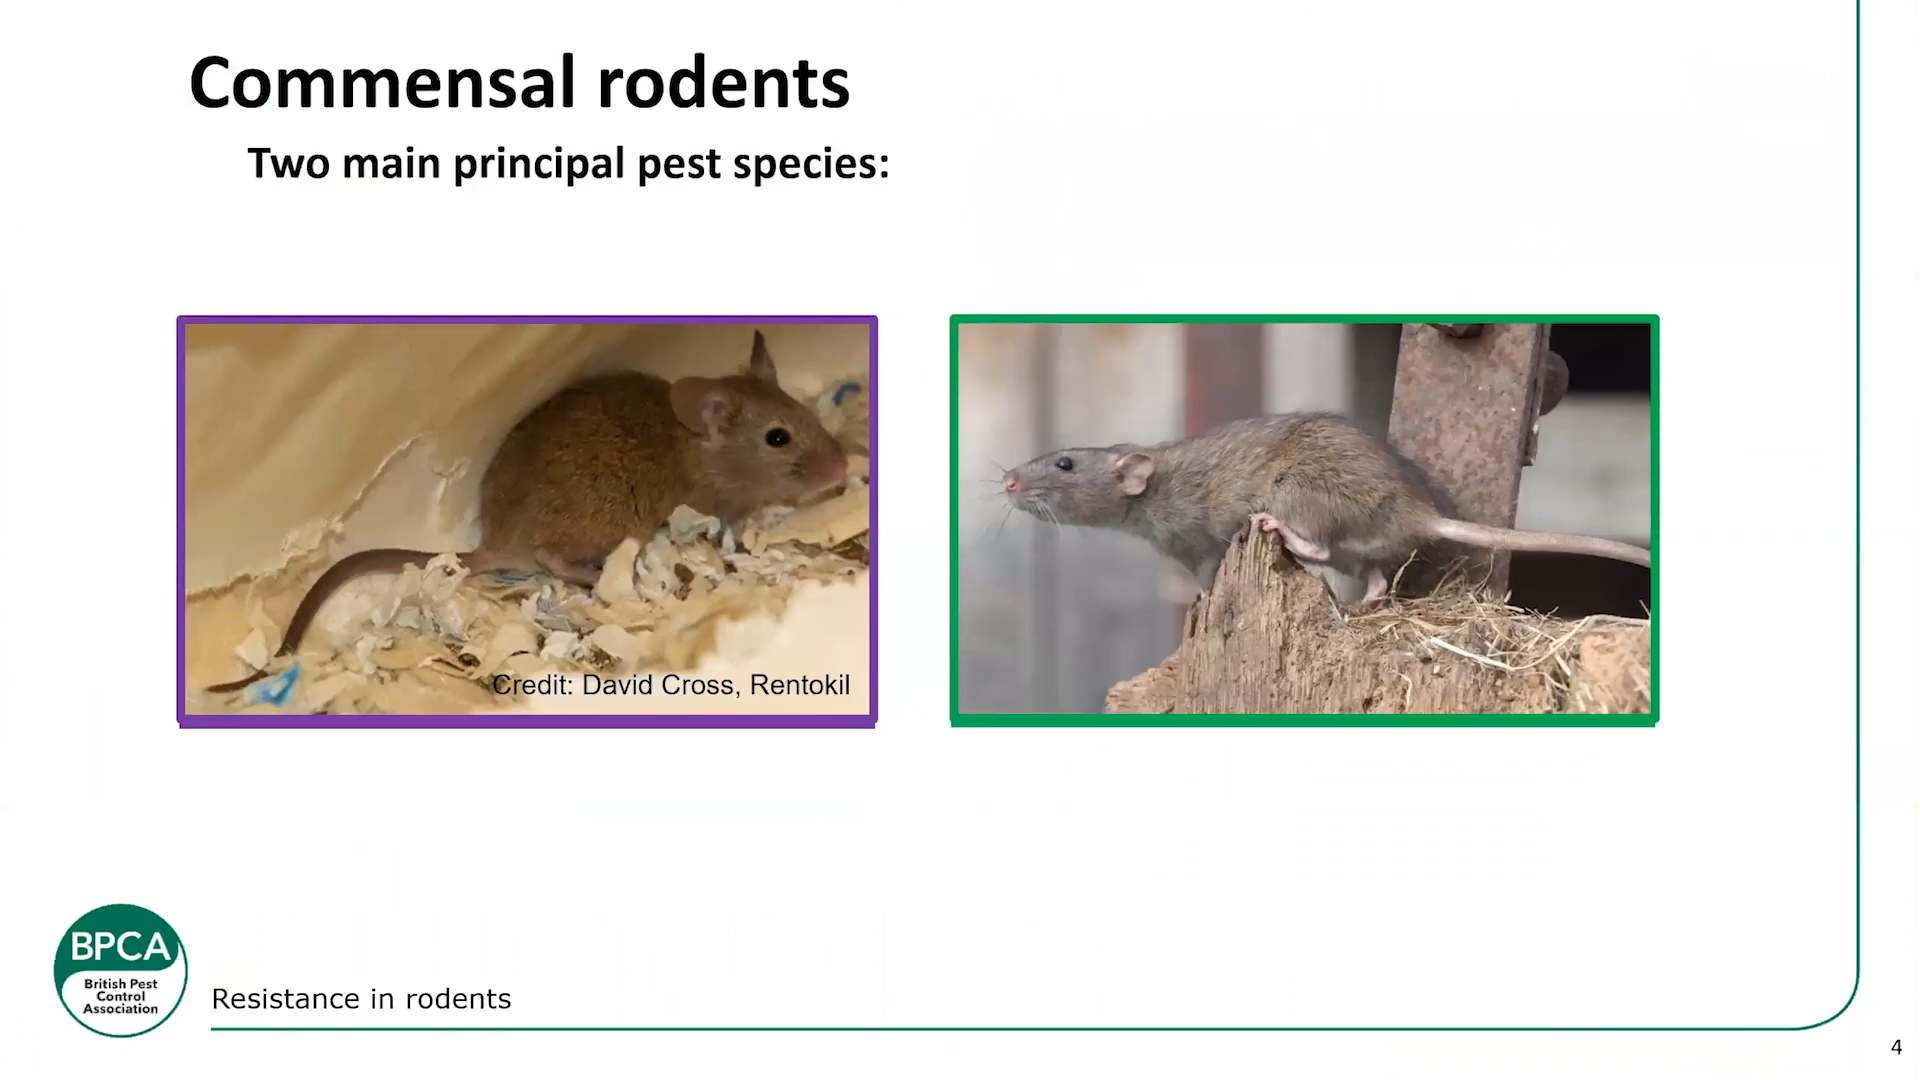 Commensal rodents
Two main principal pest species:
Credit: David Cross, Rentokil
BPCA
British Pest
Control
Association
Resistance in rodents
4